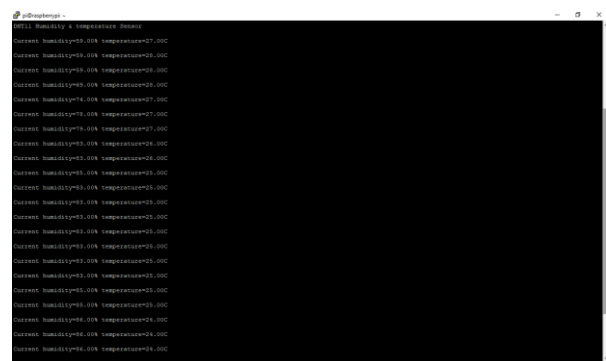 pi@raspberrypi: ~
DHT11 Humidity & temperature Sensor
Current humidity=59.00% temperature=27.00C
Current humidity=59.00% temperature=28.00C
Current humidity=59.00% temperature=28.00C
Current humidity=69.00% temperature=28.00C
Current humidity=74.00% temperature=27.00C
Current humidity=78.00% temperature=27.00C
Current humidity=79.00% temperature=27.00C
Current humidity=83.00% temperature=26.00C
Current humidity=83.00% temperature=26.00C
Current humidity=85.00% temperature=25.00C
Current humidity=83.00% temperature=25.00C
Current humidity=83.00% temperature=25.00C
Current humidity=83.00% temperature=25.00C
Current humidity=83.00% temperature=25.00C
Current humidity=83.00% temperature=25.00C
Current humidity=83.00% temperature=25.00C
Current humidity=83.00% temperature=25.00C
Current humidity=85.00% temperature=25.00C
Current humidity=85.00% temperature=25.00C
Current humidity=86.00% temperature=24.00C
Current humidity=86.00% temperature=24.00C
Current humidity=86.00% temperature=24.00C